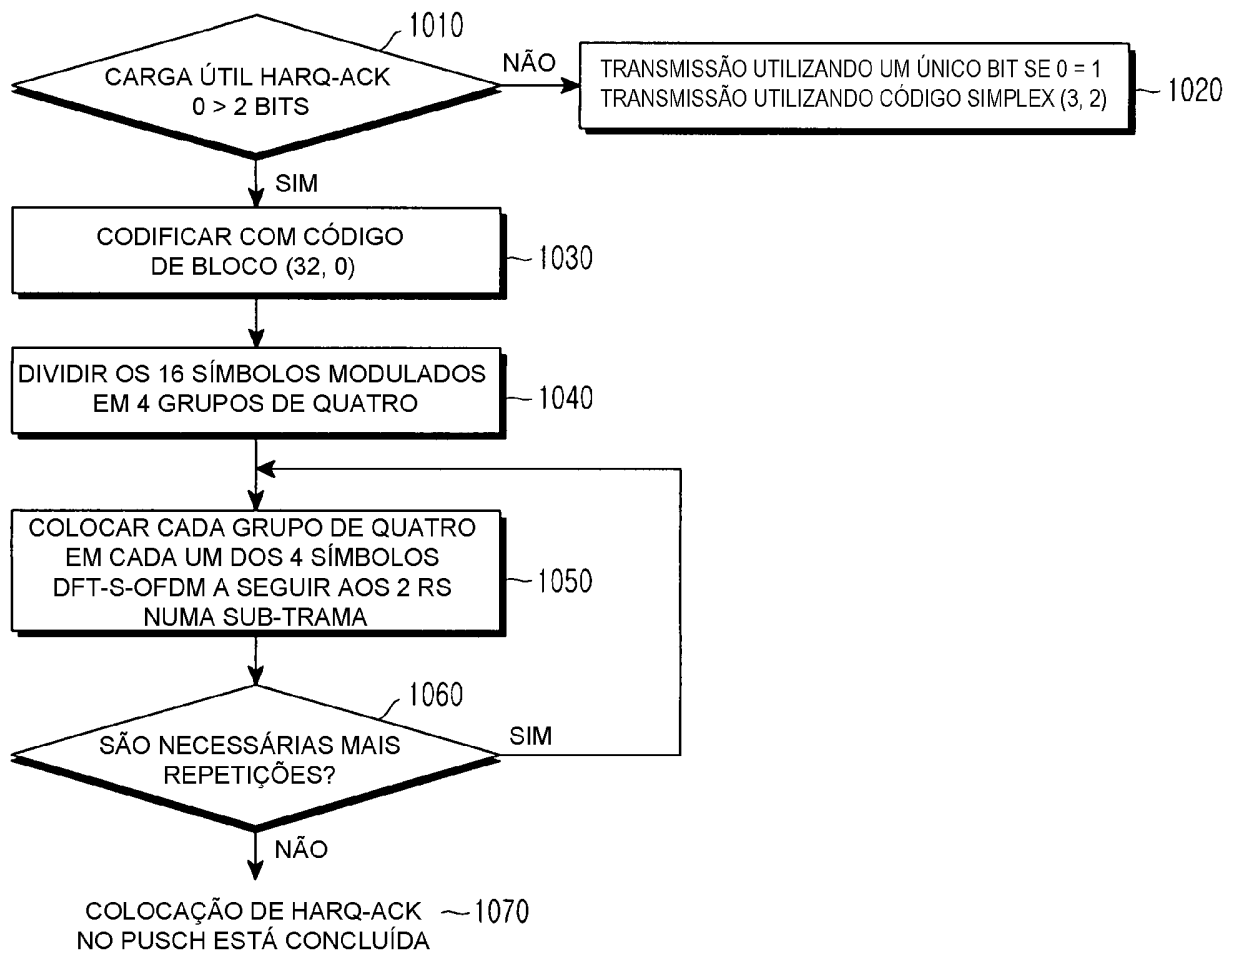 1010
CARGA ÚTIL HARQ-ACK
0 > 2 BITS
NÃO
TRANSMISSÃO UTILIZANDO UM ÚNICO BIT SE 0 = 1
TRANSMISSÃO UTILIZANDO CÓDIGO SIMPLEX (3, 2)
1020
SIM
CODIFICAR COM CÓDIGO
DE BLOCO (32, 0)
1030
DIVIDIR OS 16 SÍMBOLOS MODULADOS
EM 4 GRUPOS DE QUATRO
1040
COLOCAR CADA GRUPO DE QUATRO
EM CADA UM DOS 4 SÍMBOLOS
DFT-S-OFDM A SEGUIR AOS 2 RS
NUMA SUB-TRAMA
1050
1060
SÃO NECESSÁRIAS MAIS
REPETIÇÕES?
SIM
NÃO
COLOCAÇÃO DE HARQ-ACK
NO PUSCH ESTÁ CONCLUÍDA
1070